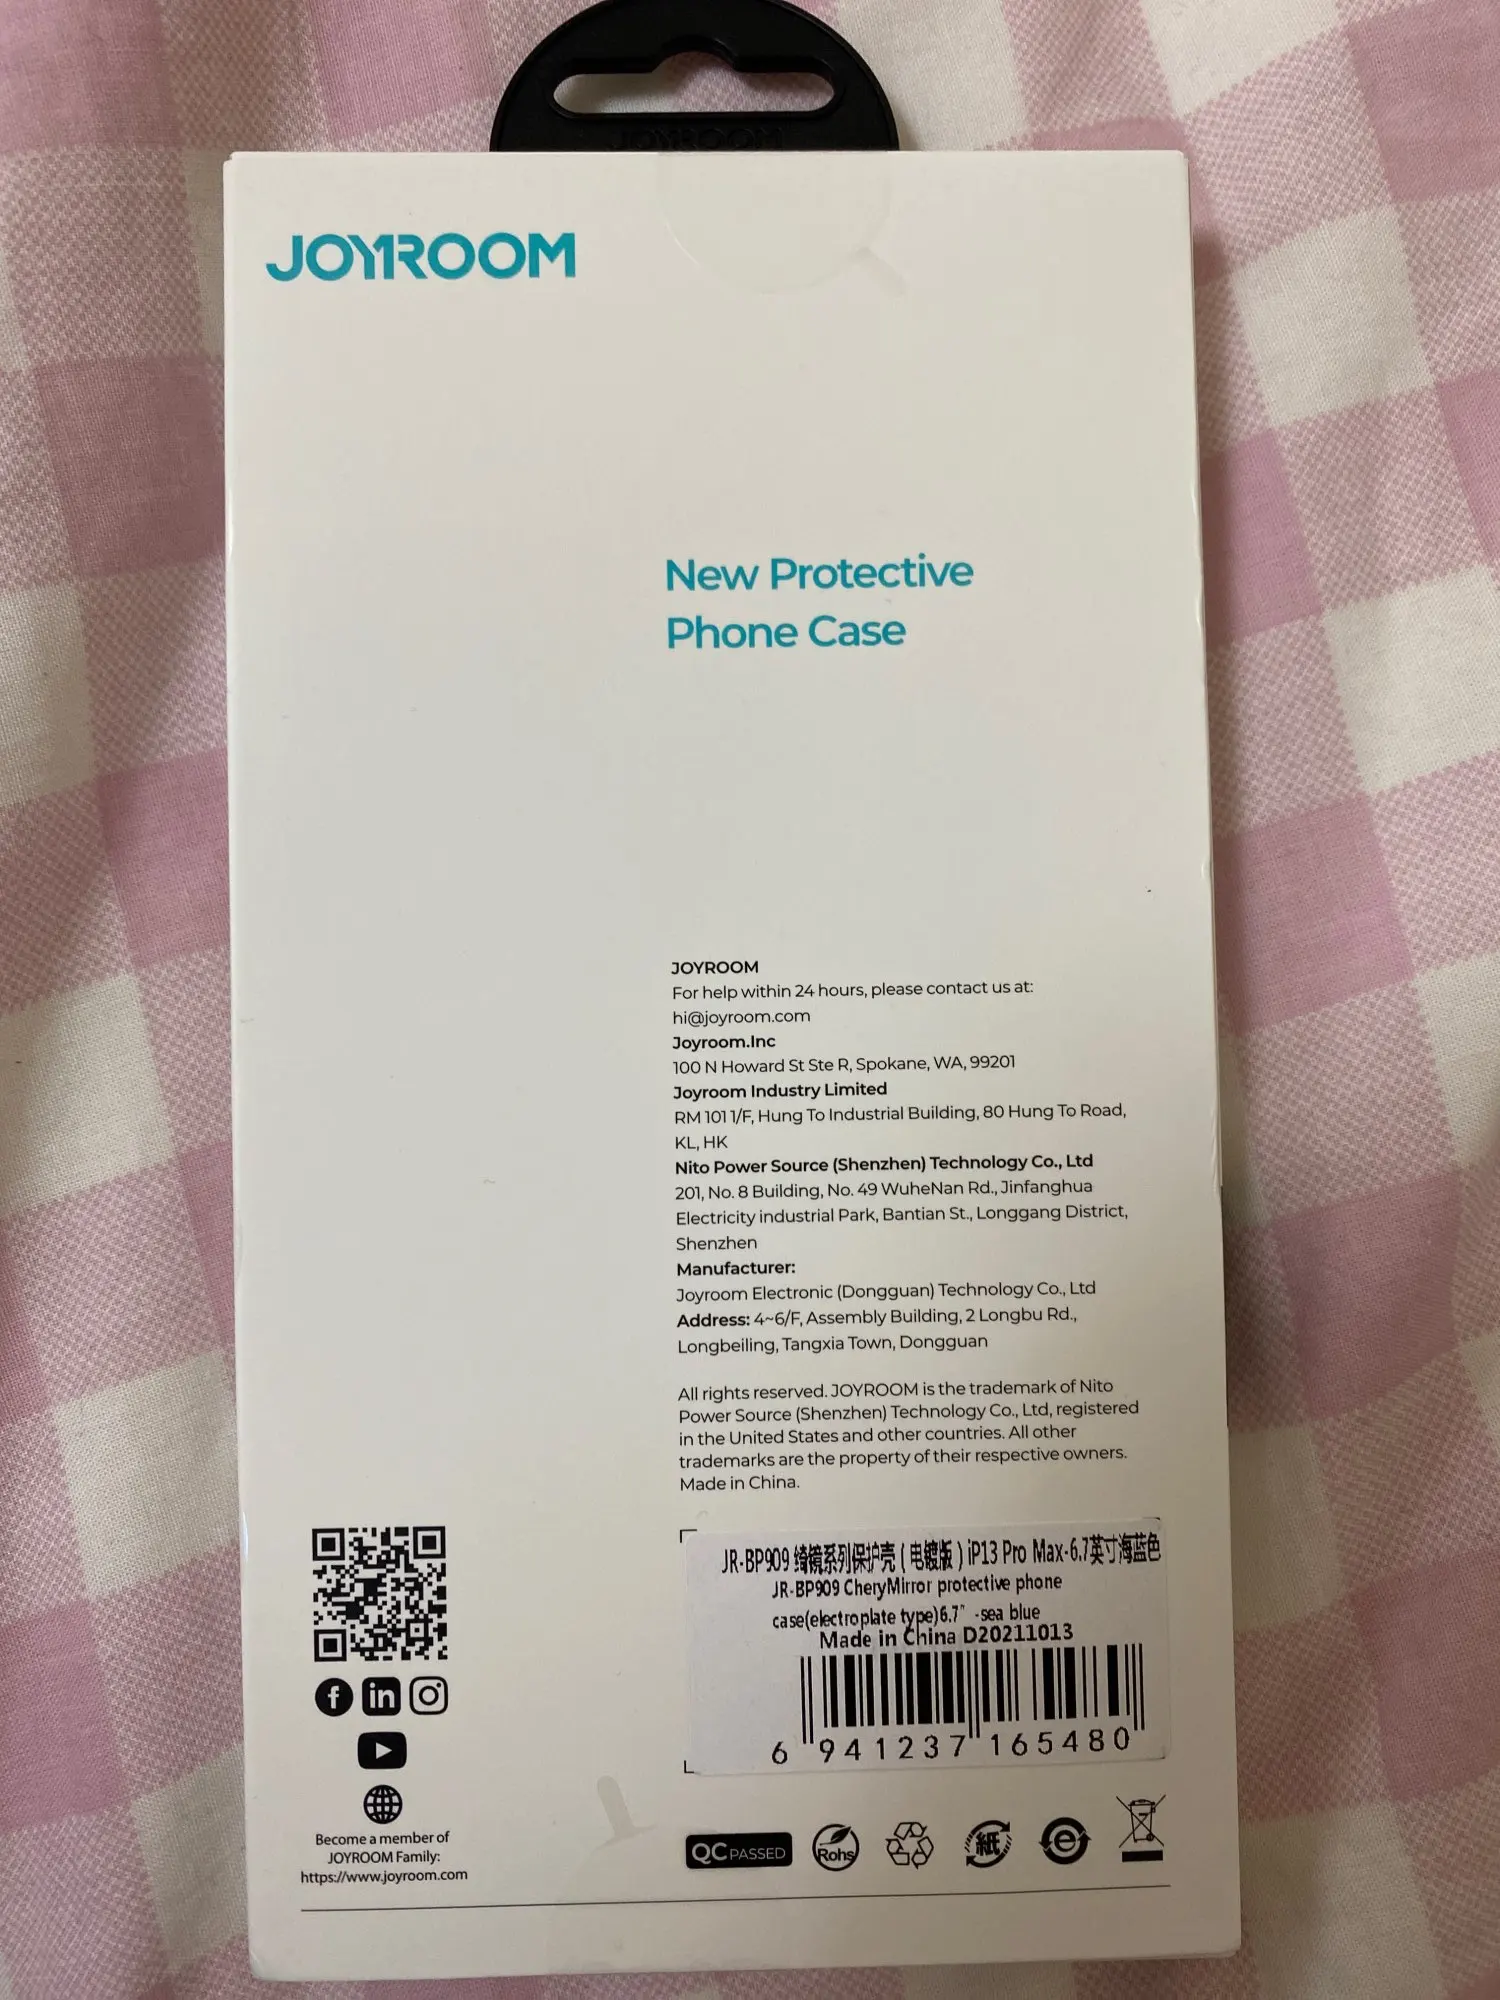 JOYROOM
JOYROOM
New Protective
Phone Case
JOYROOM
For help within 24 hours, please contact us at:
hi@joyroom.com
Joyroom.Inc
100 N Howard St Ste R, Spokane, WA, 99201
Joyroom Industry Limited
RM 101 1/F, Hung To Industrial Building, 80 Hung To Road,
KL, HK
Nito Power Source (Shenzhen) Technology Co., Ltd
201, No. 8 Building, No. 49 WuheNan Rd., Jinfanghua
Electricity industrial Park, Bantian St., Longgang District,
Shenzhen
Manufacturer:
Joyroom Electronic (Dongguan) Technology Co., Ltd
Address: 4~6/F, Assembly Building, 2 Longbu Rd.,
Longbeiling, Tangxia Town, Dongguan
All rights reserved. JOYROOM is the trademark of Nito
Power Source (Shenzhen) Technology Co., Ltd, registered
in the United States and other countries. All other
trademarks are the property of their respective owners.
Made in China.
JR-BP909 绮镜系列保护壳 ( 电镀版 ) iP13 Pro Max-6.7英寸海蓝色
JR-BP909 CheryMirror protective phone
case(electroplate type)6.7" -sea blue
Made in China D20211013
6 941237 165480
Become a member of
JOYROOM Family:
https://www.joyroom.com
QC PASSED
Rohs
紙
e